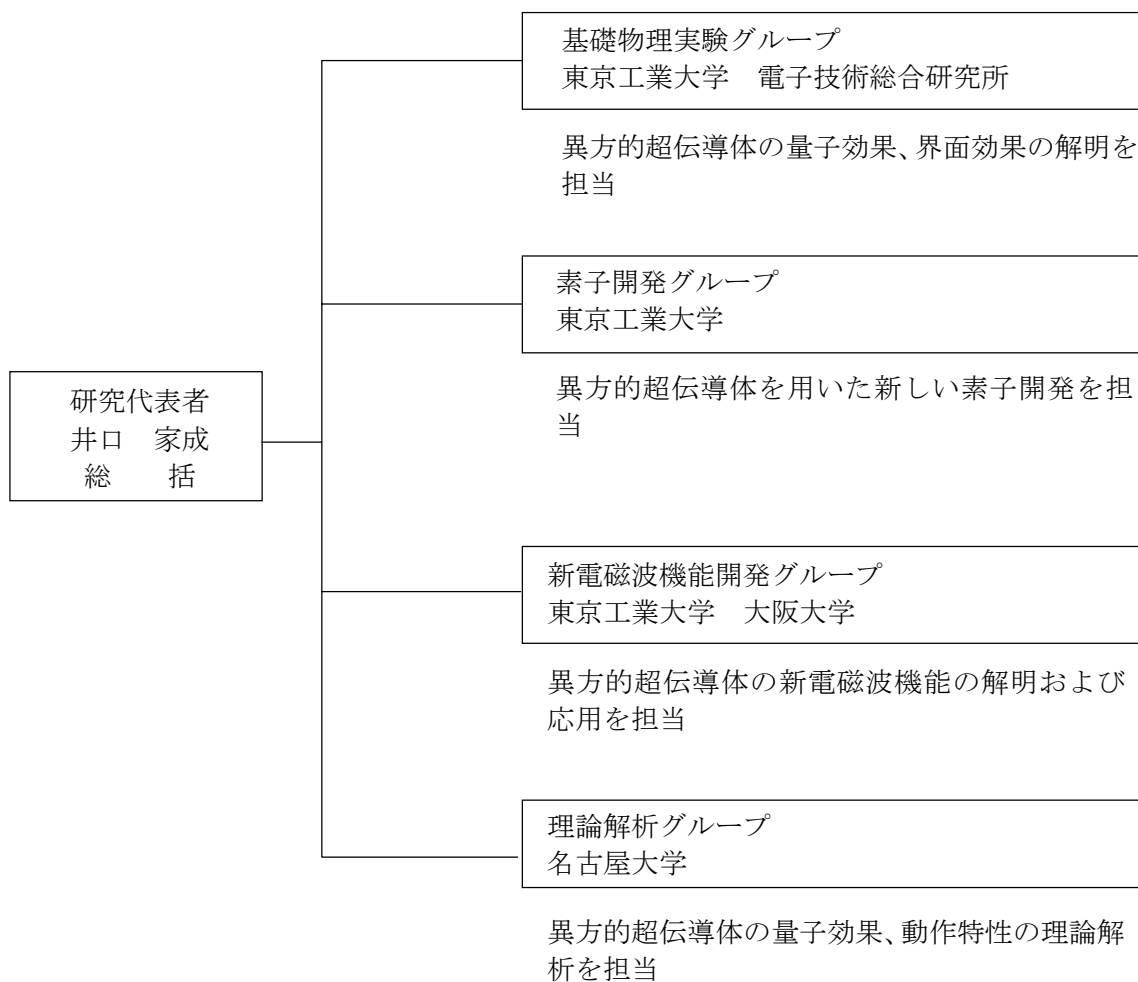 基礎物理実験グループ
東京工業大学　電子技術総合研究所
異方的超伝導体の量子効果、界面効果の解明を
担当
素子開発グループ
東京工業大学
異方的超伝導体を用いた新しい素子開発を担
当
研究代表者
井口　家成
総　　括
新電磁波機能開発グループ
東京工業大学　大阪大学
異方的超伝導体の新電磁波機能の解明および
応用を担当
理論解析グループ
名古屋大学
異方的超伝導体の量子効果、動作特性の理論解
析を担当